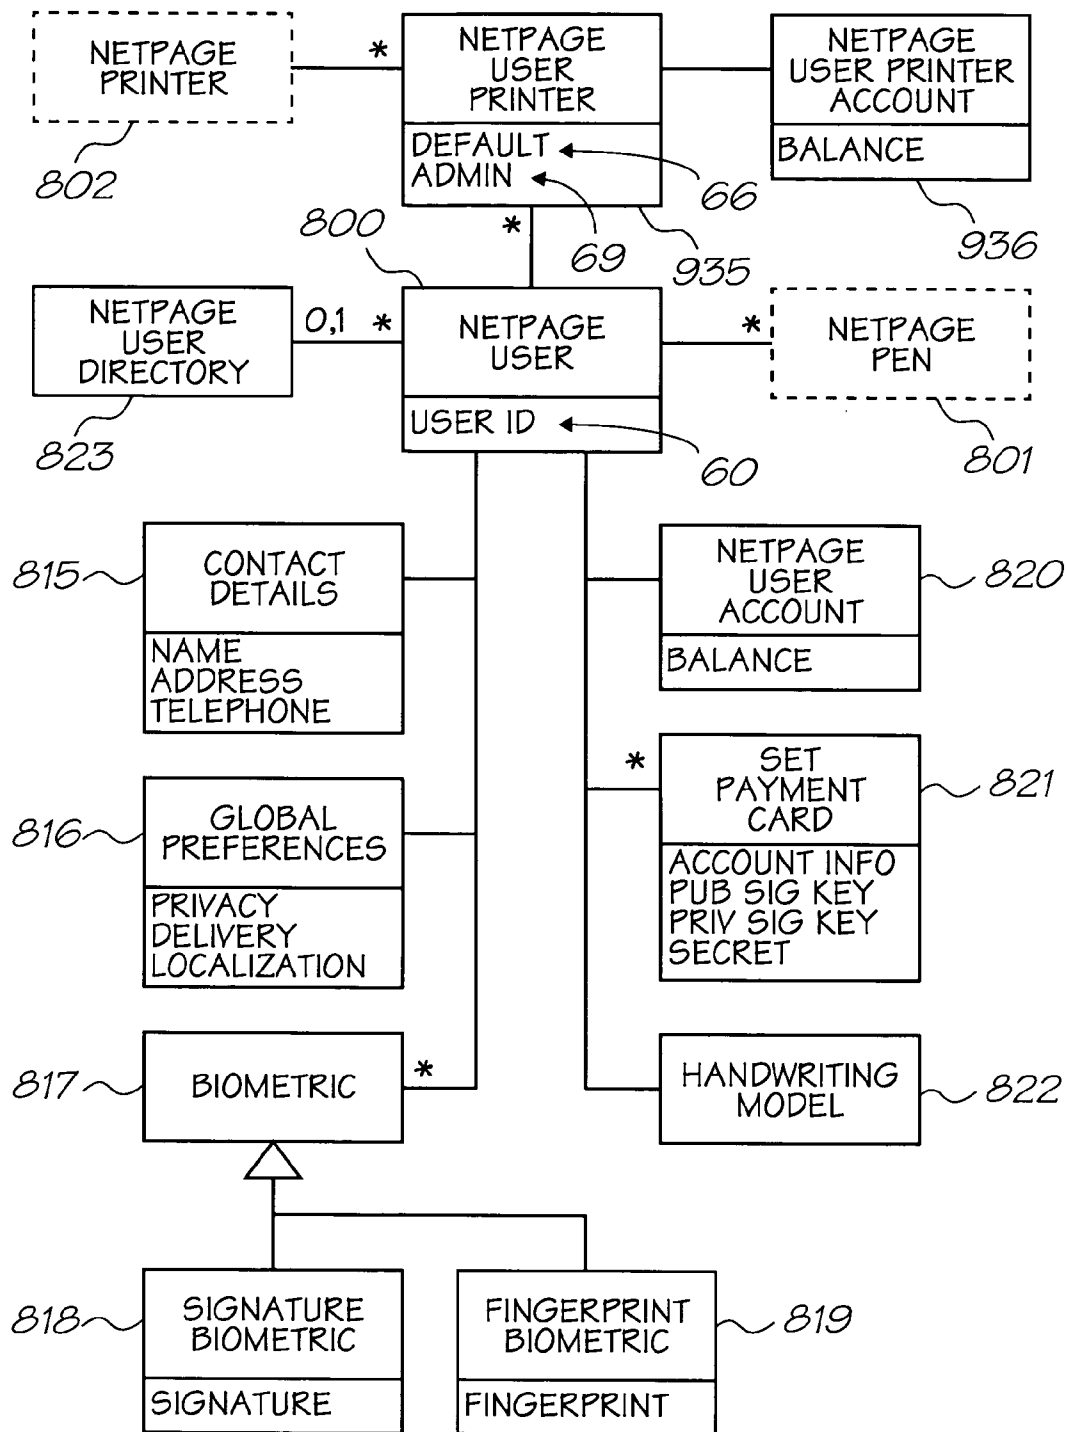 NETPAGE
PRINTER
802
*
NETPAGE
USER
PRINTER
DEFAULT
ADMIN
66
69
935
NETPAGE
USER PRINTER
ACCOUNT
BALANCE
936
*
800
NETPAGE
USER
DIRECTORY
823
0,1 *
NETPAGE
USER
USER ID
60
*
NETPAGE
PEN
801
815
CONTACT
DETAILS
NAME
ADDRESS
TELEPHONE
NETPAGE
USER
ACCOUNT
BALANCE
820
816
GLOBAL
PREFERENCES
PRIVACY
DELIVERY
LOCALIZATION
*
SET
PAYMENT
CARD
ACCOUNT INFO
PUB SIG KEY
PRIV SIG KEY
SECRET
821
817
BIOMETRIC
*
HANDWRITING
MODEL
822
818
SIGNATURE
BIOMETRIC
SIGNATURE
FINGERPRINT
BIOMETRIC
FINGERPRINT
819